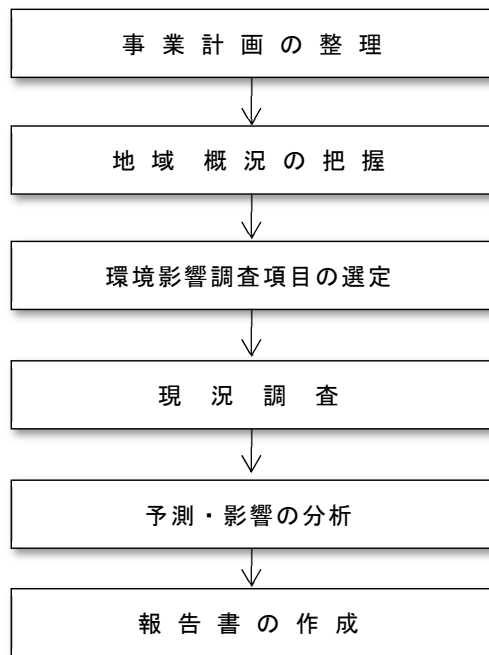 事業計画の整理
地域概況の把握
環境影響調査項目の選定
現況調査
予測・影響の分析
報告書の作成